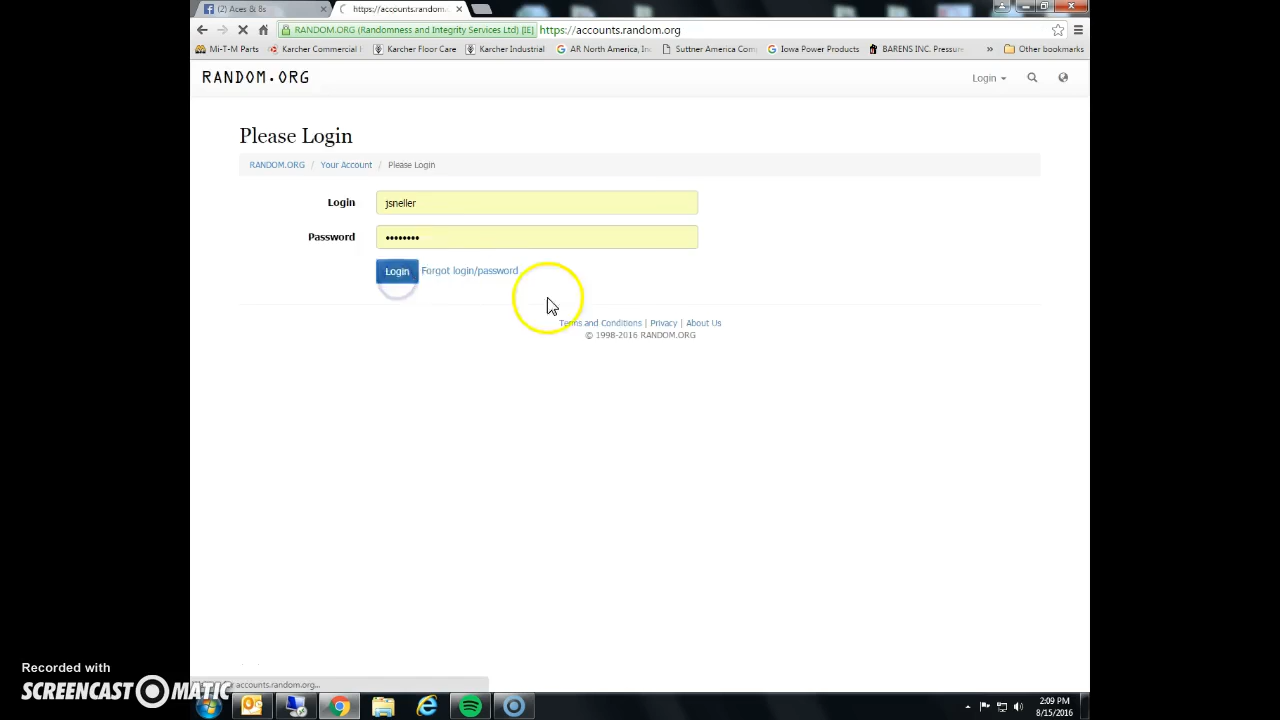 (2) Aces & 8s
https://accounts.random.
RANDOM.ORG (Randomness and Integrity Services Ltd) [IE]
https://accounts.random.org
Mi-T-M Parts
Karcher Commercial
Karcher Floor Care
Karcher Industrial
AR North America, In
Suttner America Com
Iowa Power Products
BARENS INC. Pressure
»
Other bookmarks
RANDOM.ORG
Login
Please Login
RANDOM.ORG / Your Account / Please Login
Login
jsneller
Password
••••••••
Login
Forgot login/password
Terms and Conditions | Privacy | About Us
© 1998-2016 RANDOM.ORG
accounts.random.org...
Recorded with
SCREENCAST-O-MATIC
2:09 PM
8/15/2016